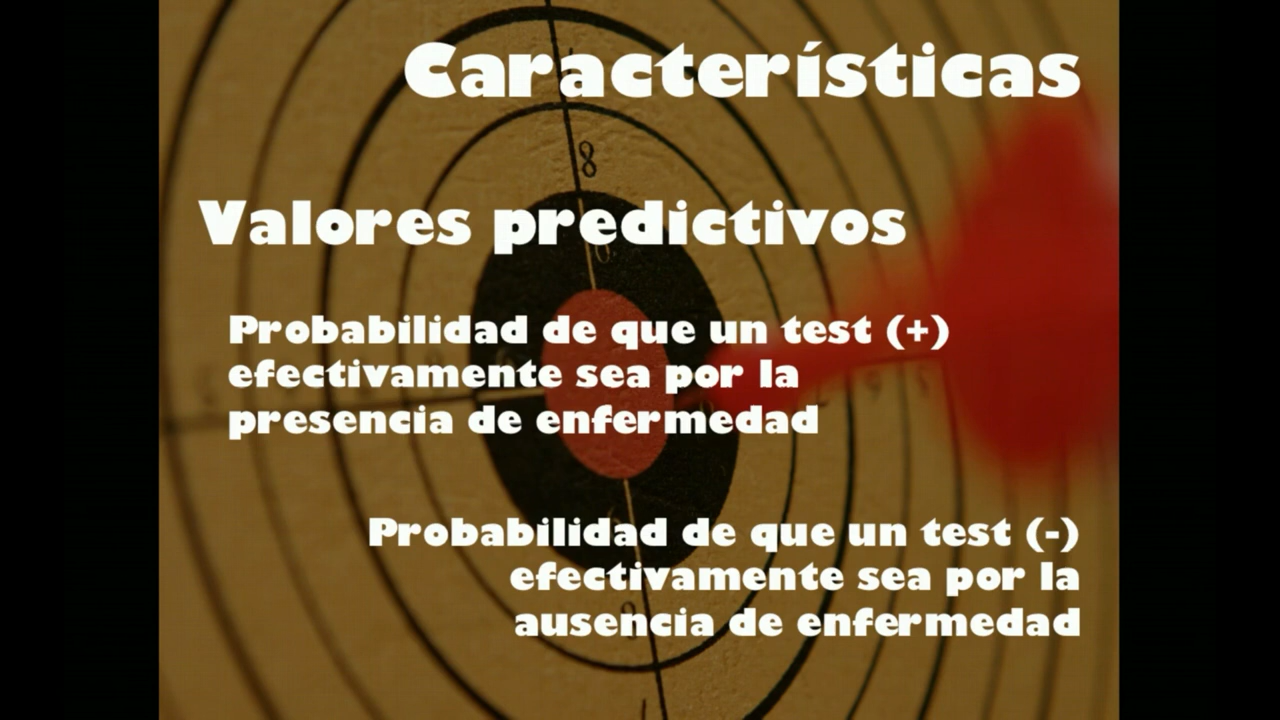 Características
8
Valores predictivos
Probabilidad de que un test (+)
efectivamente sea por la
presencia de enfermedad
Probabilidad de que un test (-)
efectivamente sea por la
ausencia de enfermedad